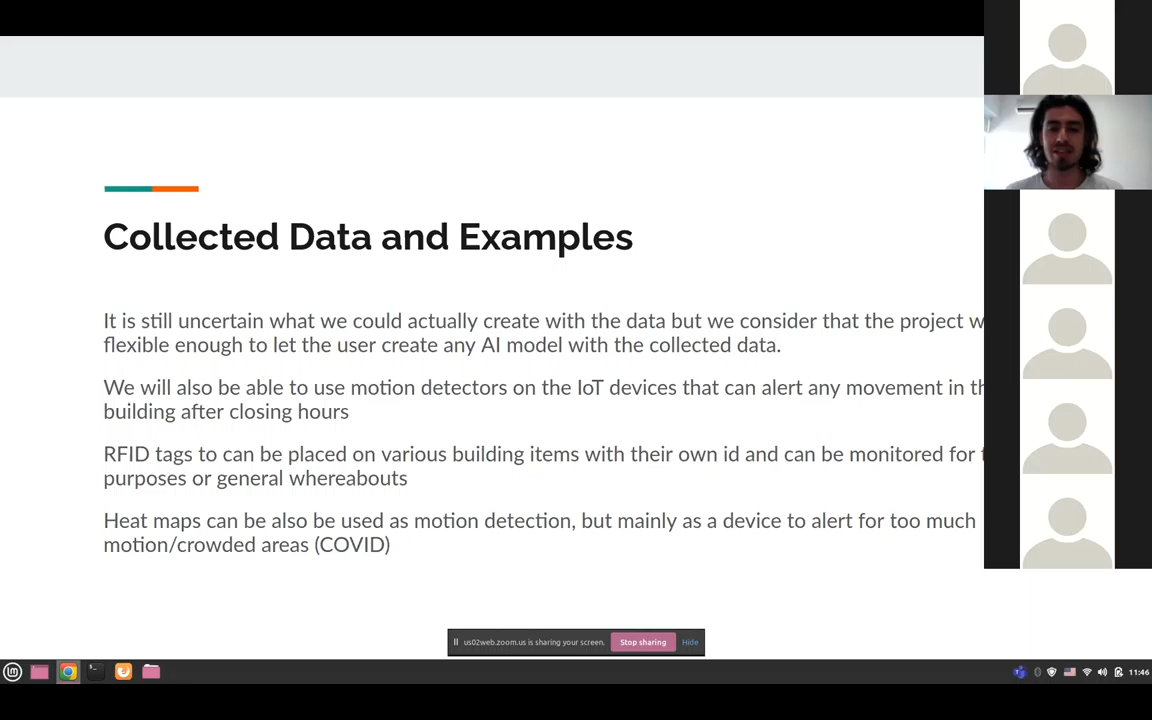 Collected Data and Examples
It is still uncertain what we could actually create with the data but we consider that the project
flexible enough to let the user create any AI model with the collected data.
We will also be able to use motion detectors on the IoT devices that can alert any movement in
building after closing hours
RFID tags to can be placed on various building items with their own id and can be monitored for
purposes or general whereabouts
Heat maps can be also be used as motion detection, but mainly as a device to alert for too much
motion/crowded areas (COVID)
us02web.zoom.us is sharing your screen. Stop sharing Hide
11:46